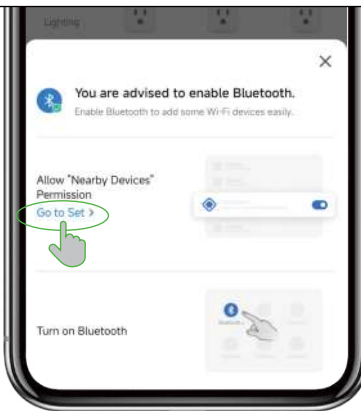 Lighting
You are advised to enable Bluetooth.
Enable Bluetooth to add some Wi-Fi devices easily.
Allow "Nearby Devices"
Permission
Go to Set >
Turn on Bluetooth